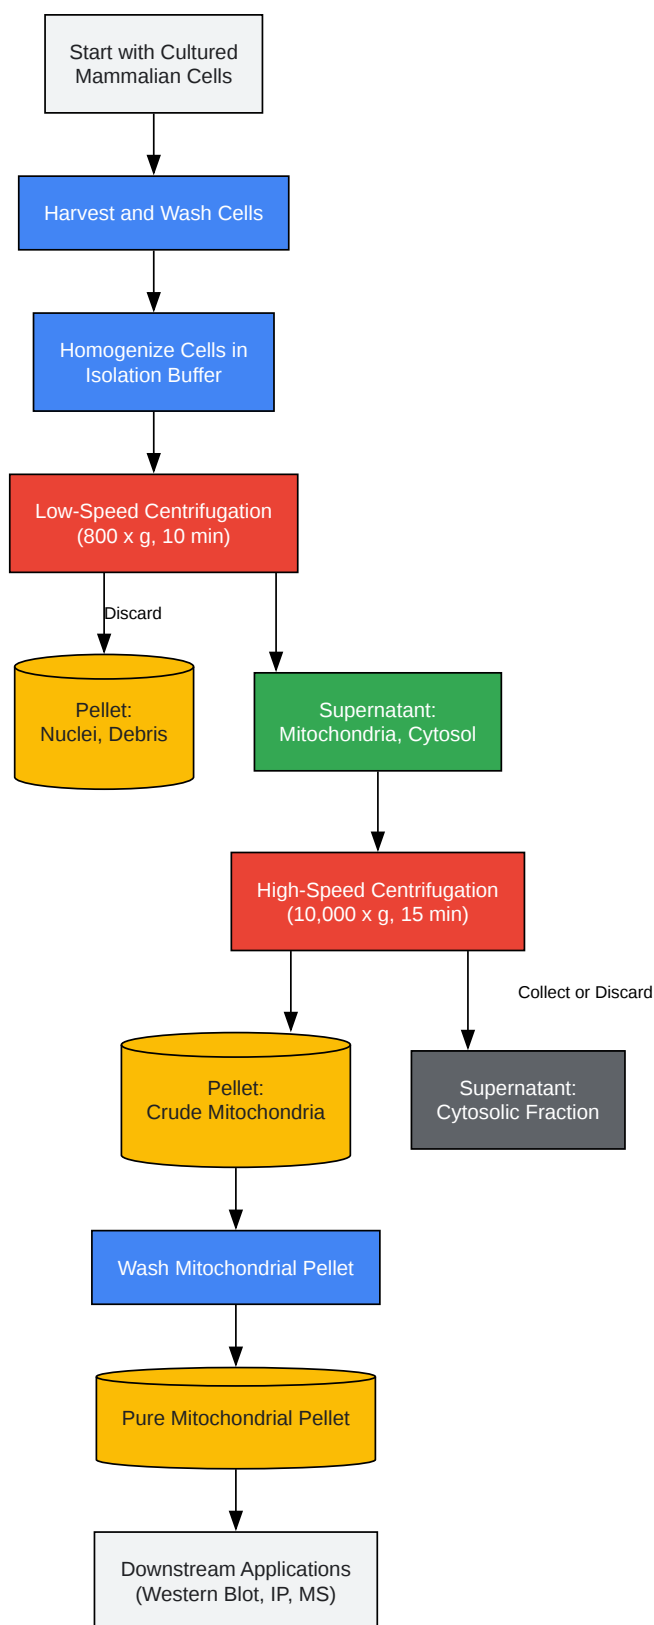 Start with Cultured
Mammalian Cells
Harvest and Wash Cells
Homogenize Cells in
Isolation Buffer
Low-Speed Centrifugation
(800 x g, 10 min)
Discard
Pellet:
Nuclei, Debris
Supernatant:
Mitochondria, Cytosol
High-Speed Centrifugation
(10,000 x g, 15 min)
Collect or Discard
Pellet:
Crude Mitochondria
Supernatant:
Cytosolic Fraction
Wash Mitochondrial Pellet
Pure Mitochondrial Pellet
Downstream Applications
(Western Blot, IP, MS)